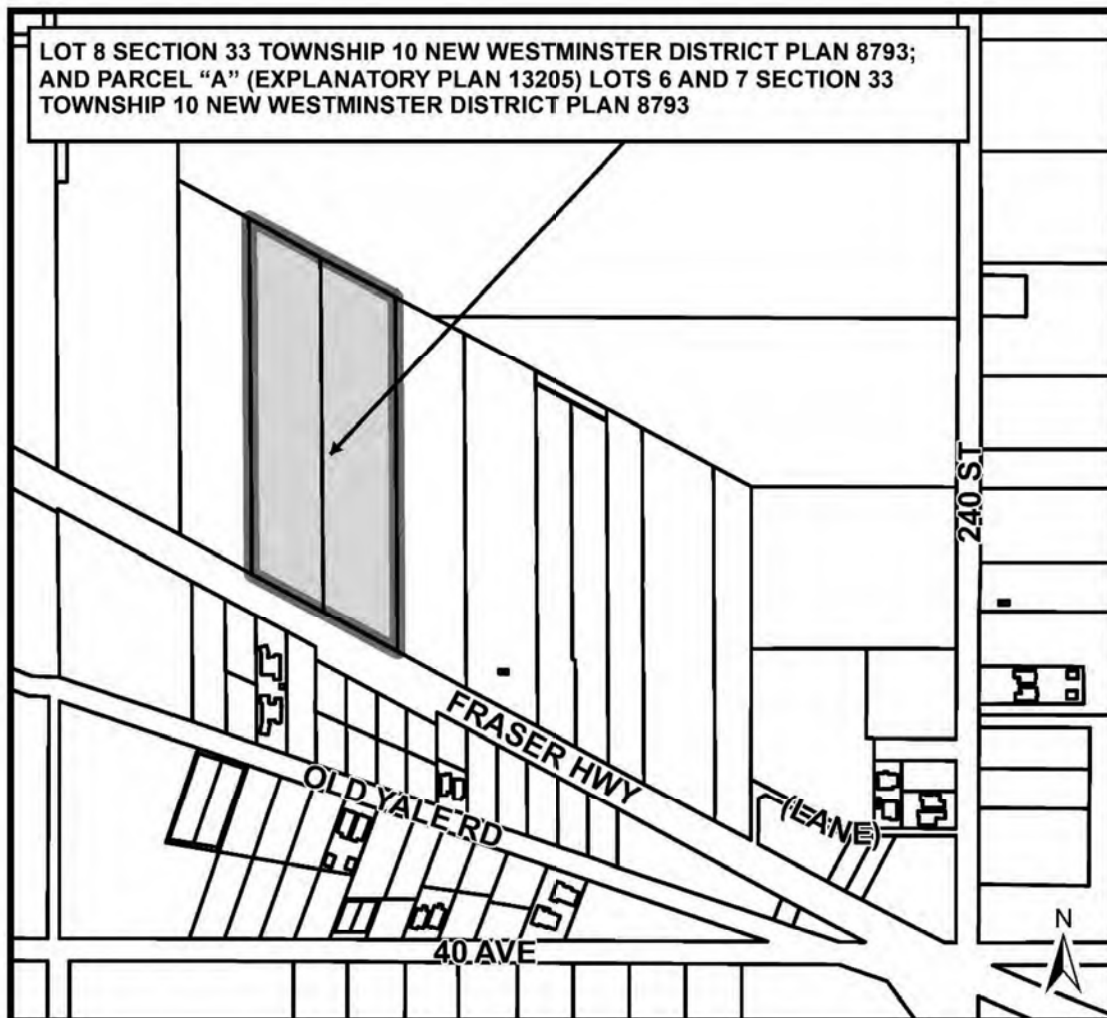 LOT 8 SECTION 33 TOWNSHIP 10 NEW WESTMINSTER DISTRICT PLAN 8793;
AND PARCEL “A” (EXPLANATORY PLAN 13205) LOTS 6 AND 7 SECTION 33
TOWNSHIP 10 NEW WESTMINSTER DISTRICT PLAN 8793
240 ST
FRASER HWY
OLD YALE RD
(LANE)
40 AVE
N